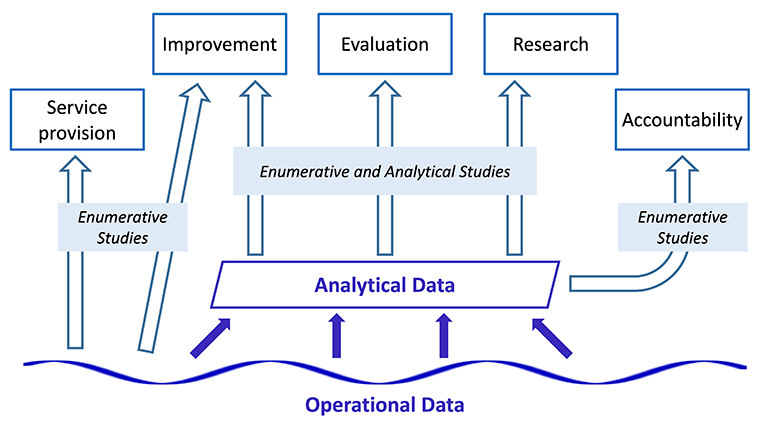 Improvement
Evaluation
Research
Service
provision
Accountability
Enumerative and Analytical Studies
Enumerative
Studies
Enumerative
Studies
Analytical Data
Operational Data